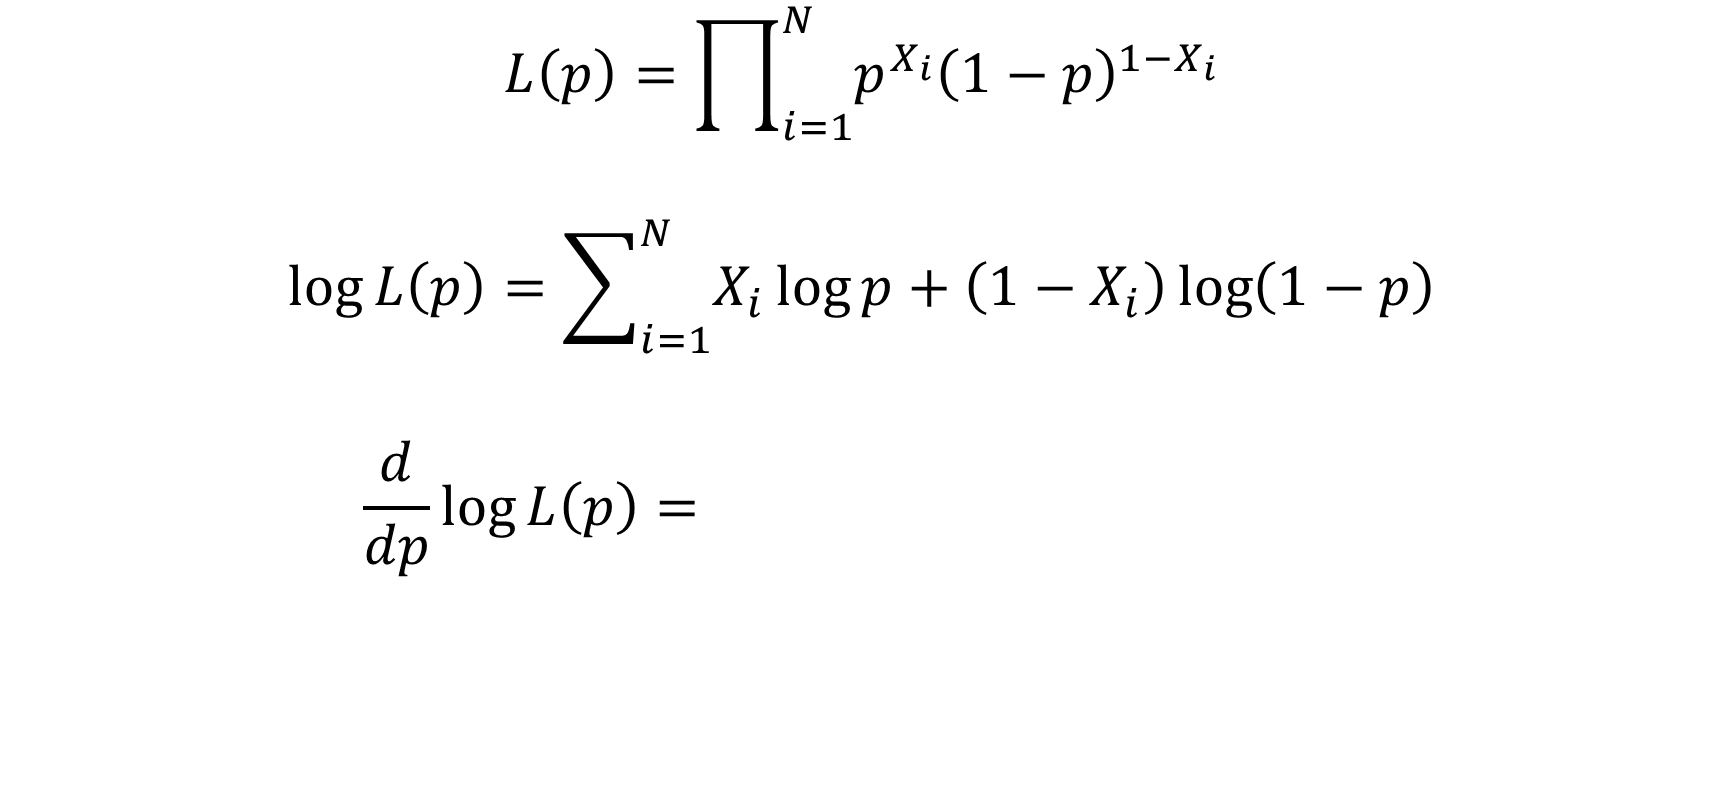 L(p) = ∏_{i=1}^{N} p^{X_i}(1 − p)^{1−X_i}
log L(p) = ∑_{i=1}^{N} X_i log p + (1 − X_i) log(1 − p)
d/dp log L(p) =